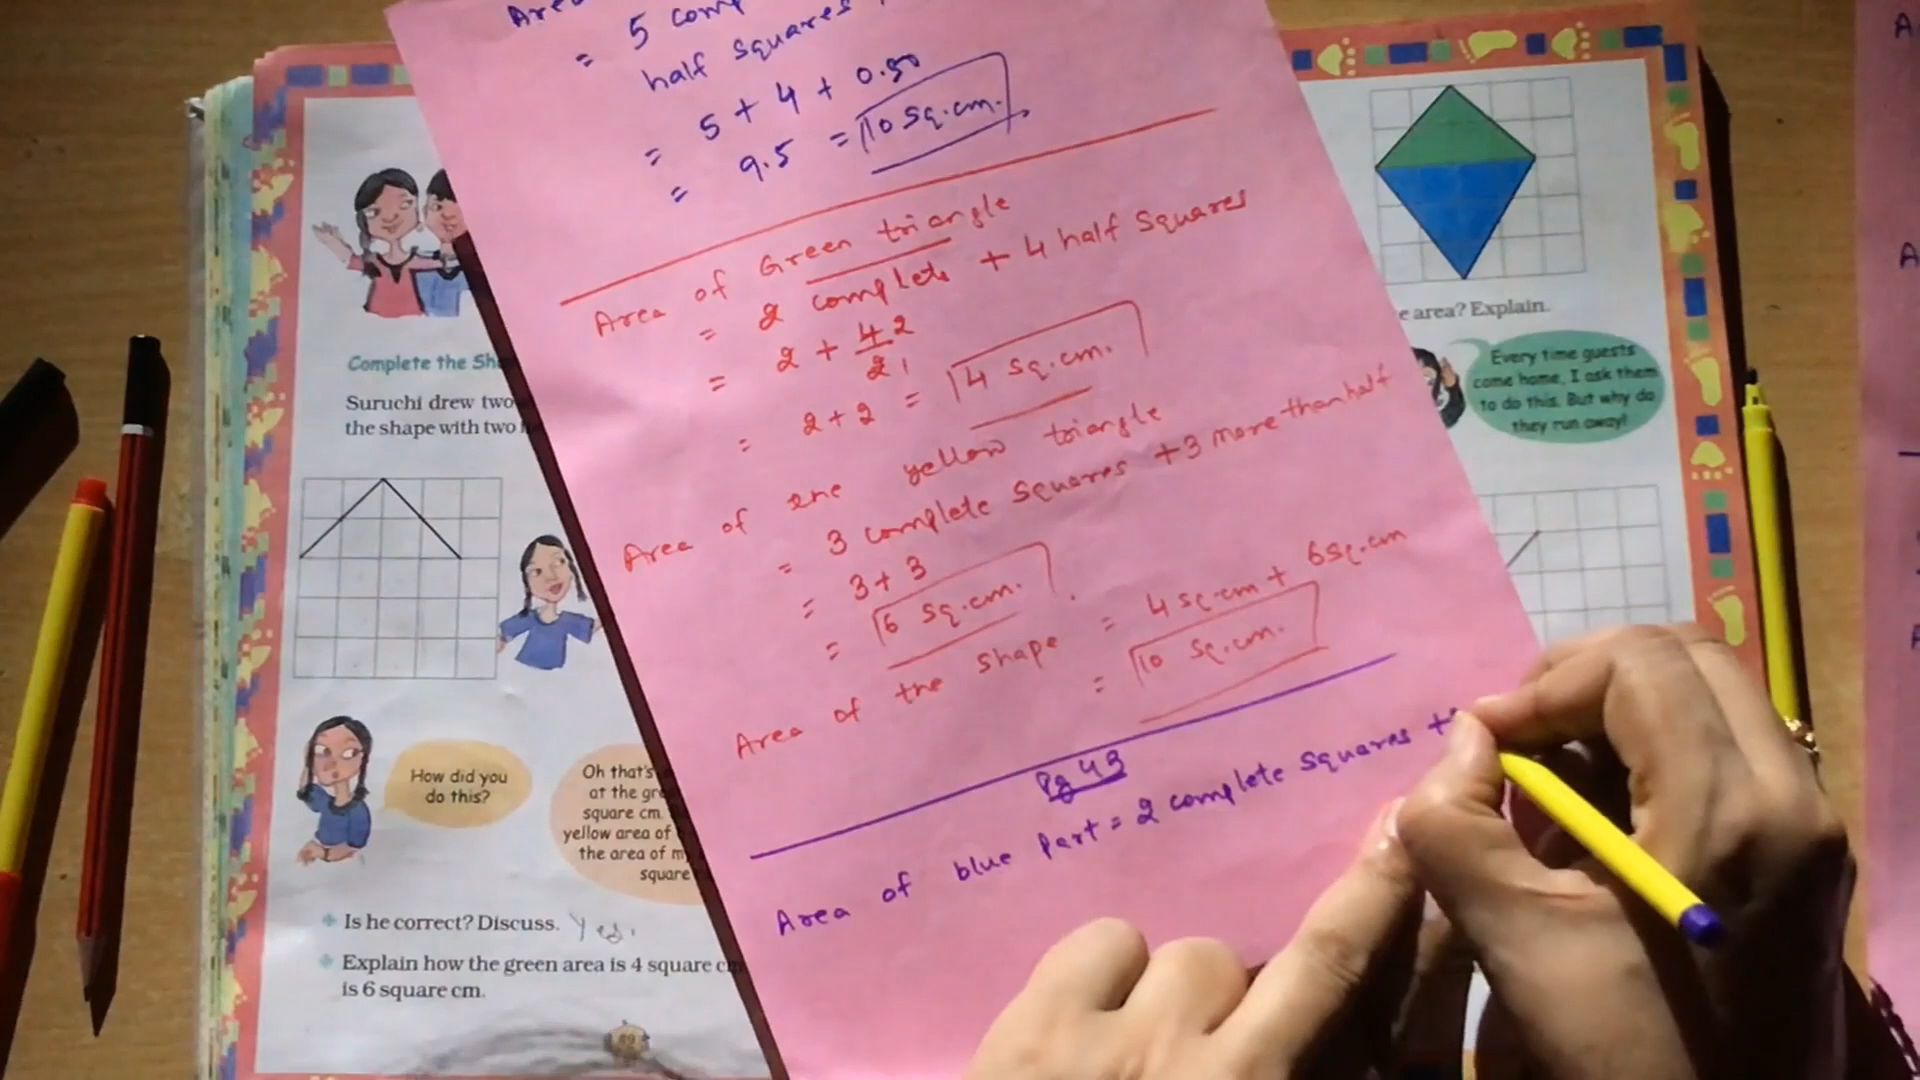 = 5 com
half squares
= 5 + 4 + 0.50
= 9.5 = 10 sq.cm.
Area of Green triangle
= 2 complete + 4 half squares
= 2 + 4/2 2 1
= 2 + 2 = 4 sq.cm.
Area of the yellow triangle
= 3 complete squares + 3 more than half
= 3 + 3
= 6 sq.cm.
Area of the shape = 4 sq.cm + 6 sq.cm
= 10 sq.cm.
Area of blue part = 2 complete squares +
Complete the Sh
Suruchi drew two
the shape with two
How did you
do this?
Oh that's
at the gre
square cm.
yellow area of
the area of m
square
Is he correct? Discuss. Yes.
Explain how the green area is 4 square c
is 6 square cm.
e area? Explain.
Every time guests
come home, I ask them
to do this. But why do
they run away!
A
A